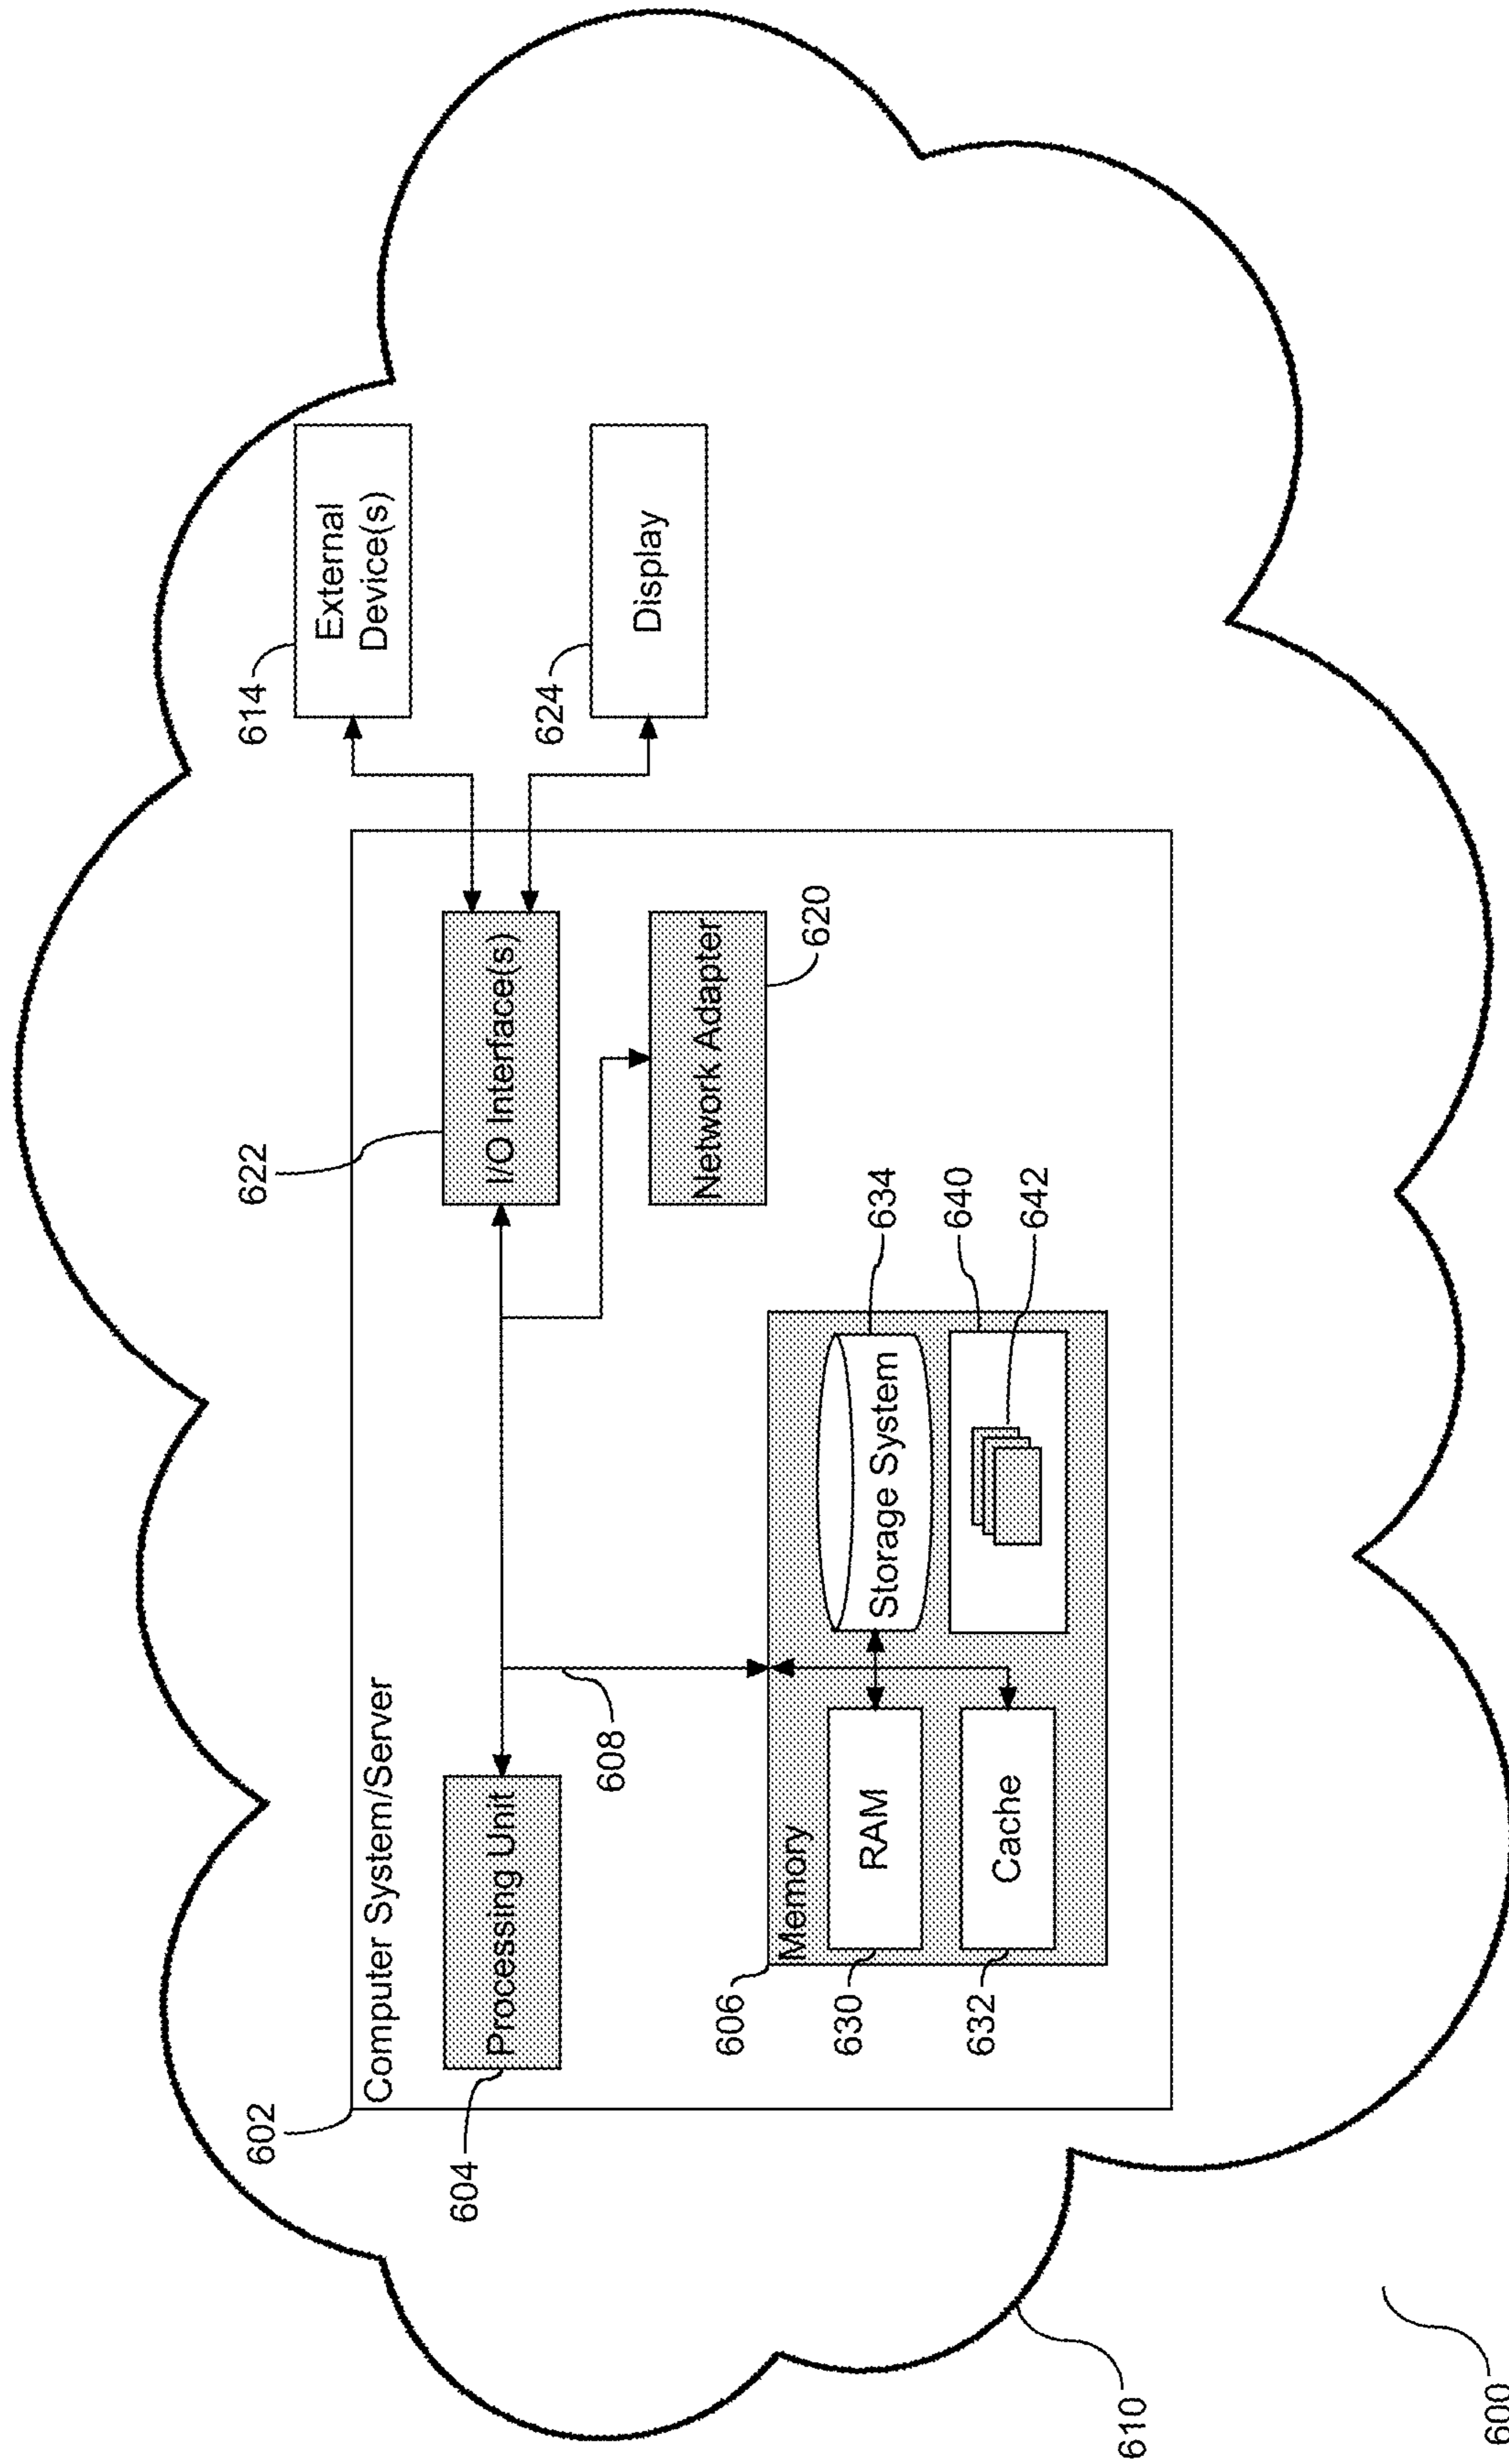 602
Computer System/Server
604
Processing Unit
608
622
I/O Interface(s)
614
External
Device(s)
624
Display
Network Adapter
620
606
Memory
630
RAM
632
Cache
Storage System
634
640
642
610
600